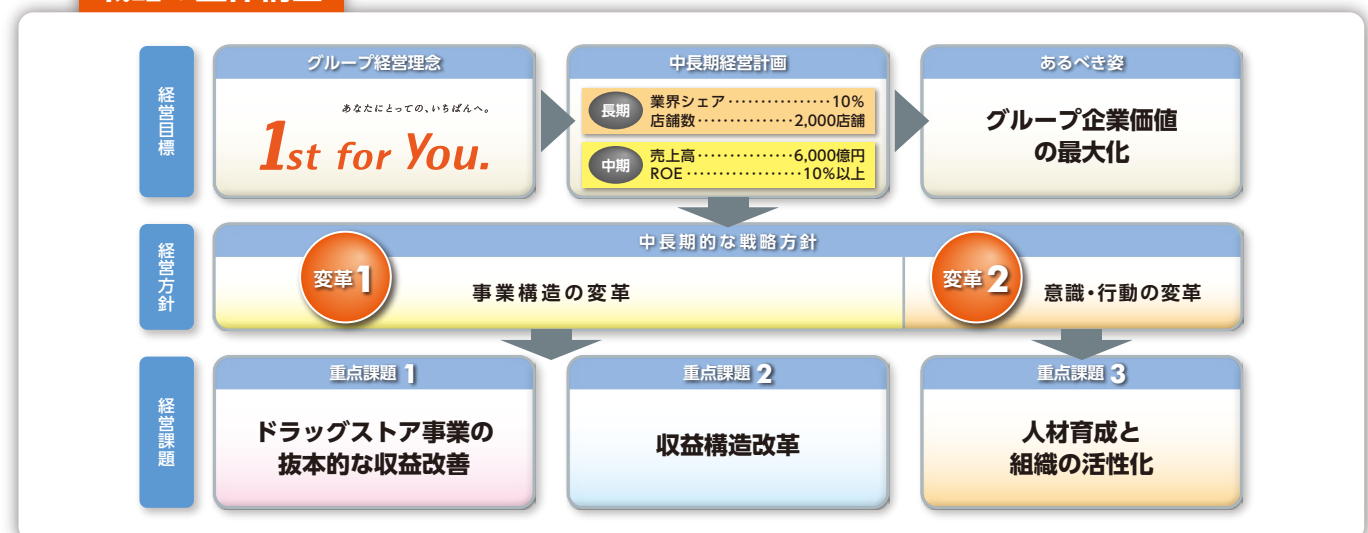 経営目標
グループ経営理念
あなたにとっての、いちばんへ。
1st for You.
中長期経営計画
長期
業界シェア‥‥‥‥‥‥‥‥10%
店舗数‥‥‥‥‥‥‥2,000店舗
中期
売上高‥‥‥‥‥‥‥6,000億円
ROE‥‥‥‥‥‥‥‥‥10%以上
あるべき姿
グループ企業価値
の最大化
経営方針
中長期的な戦略方針
変革1
事業構造の変革
変革2
意識・行動の変革
経営課題
重点課題 1
ドラッグストア事業の
抜本的な収益改善
重点課題 2
収益構造改革
重点課題 3
人材育成と
組織の活性化